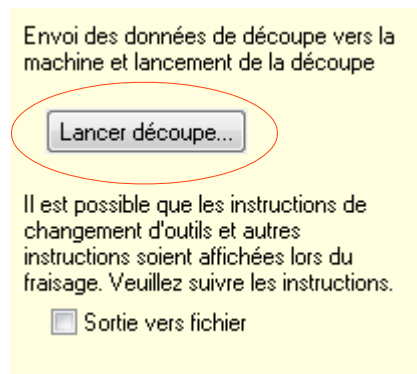 Envoi des données de découpe vers la
machine et lancement de la découpe
Lancer découpe...
Il est possible que les instructions de
changement d'outils et autres
instructions soient affichées lors du
fraisage. Veuillez suivre les instructions.
Sortie vers fichier